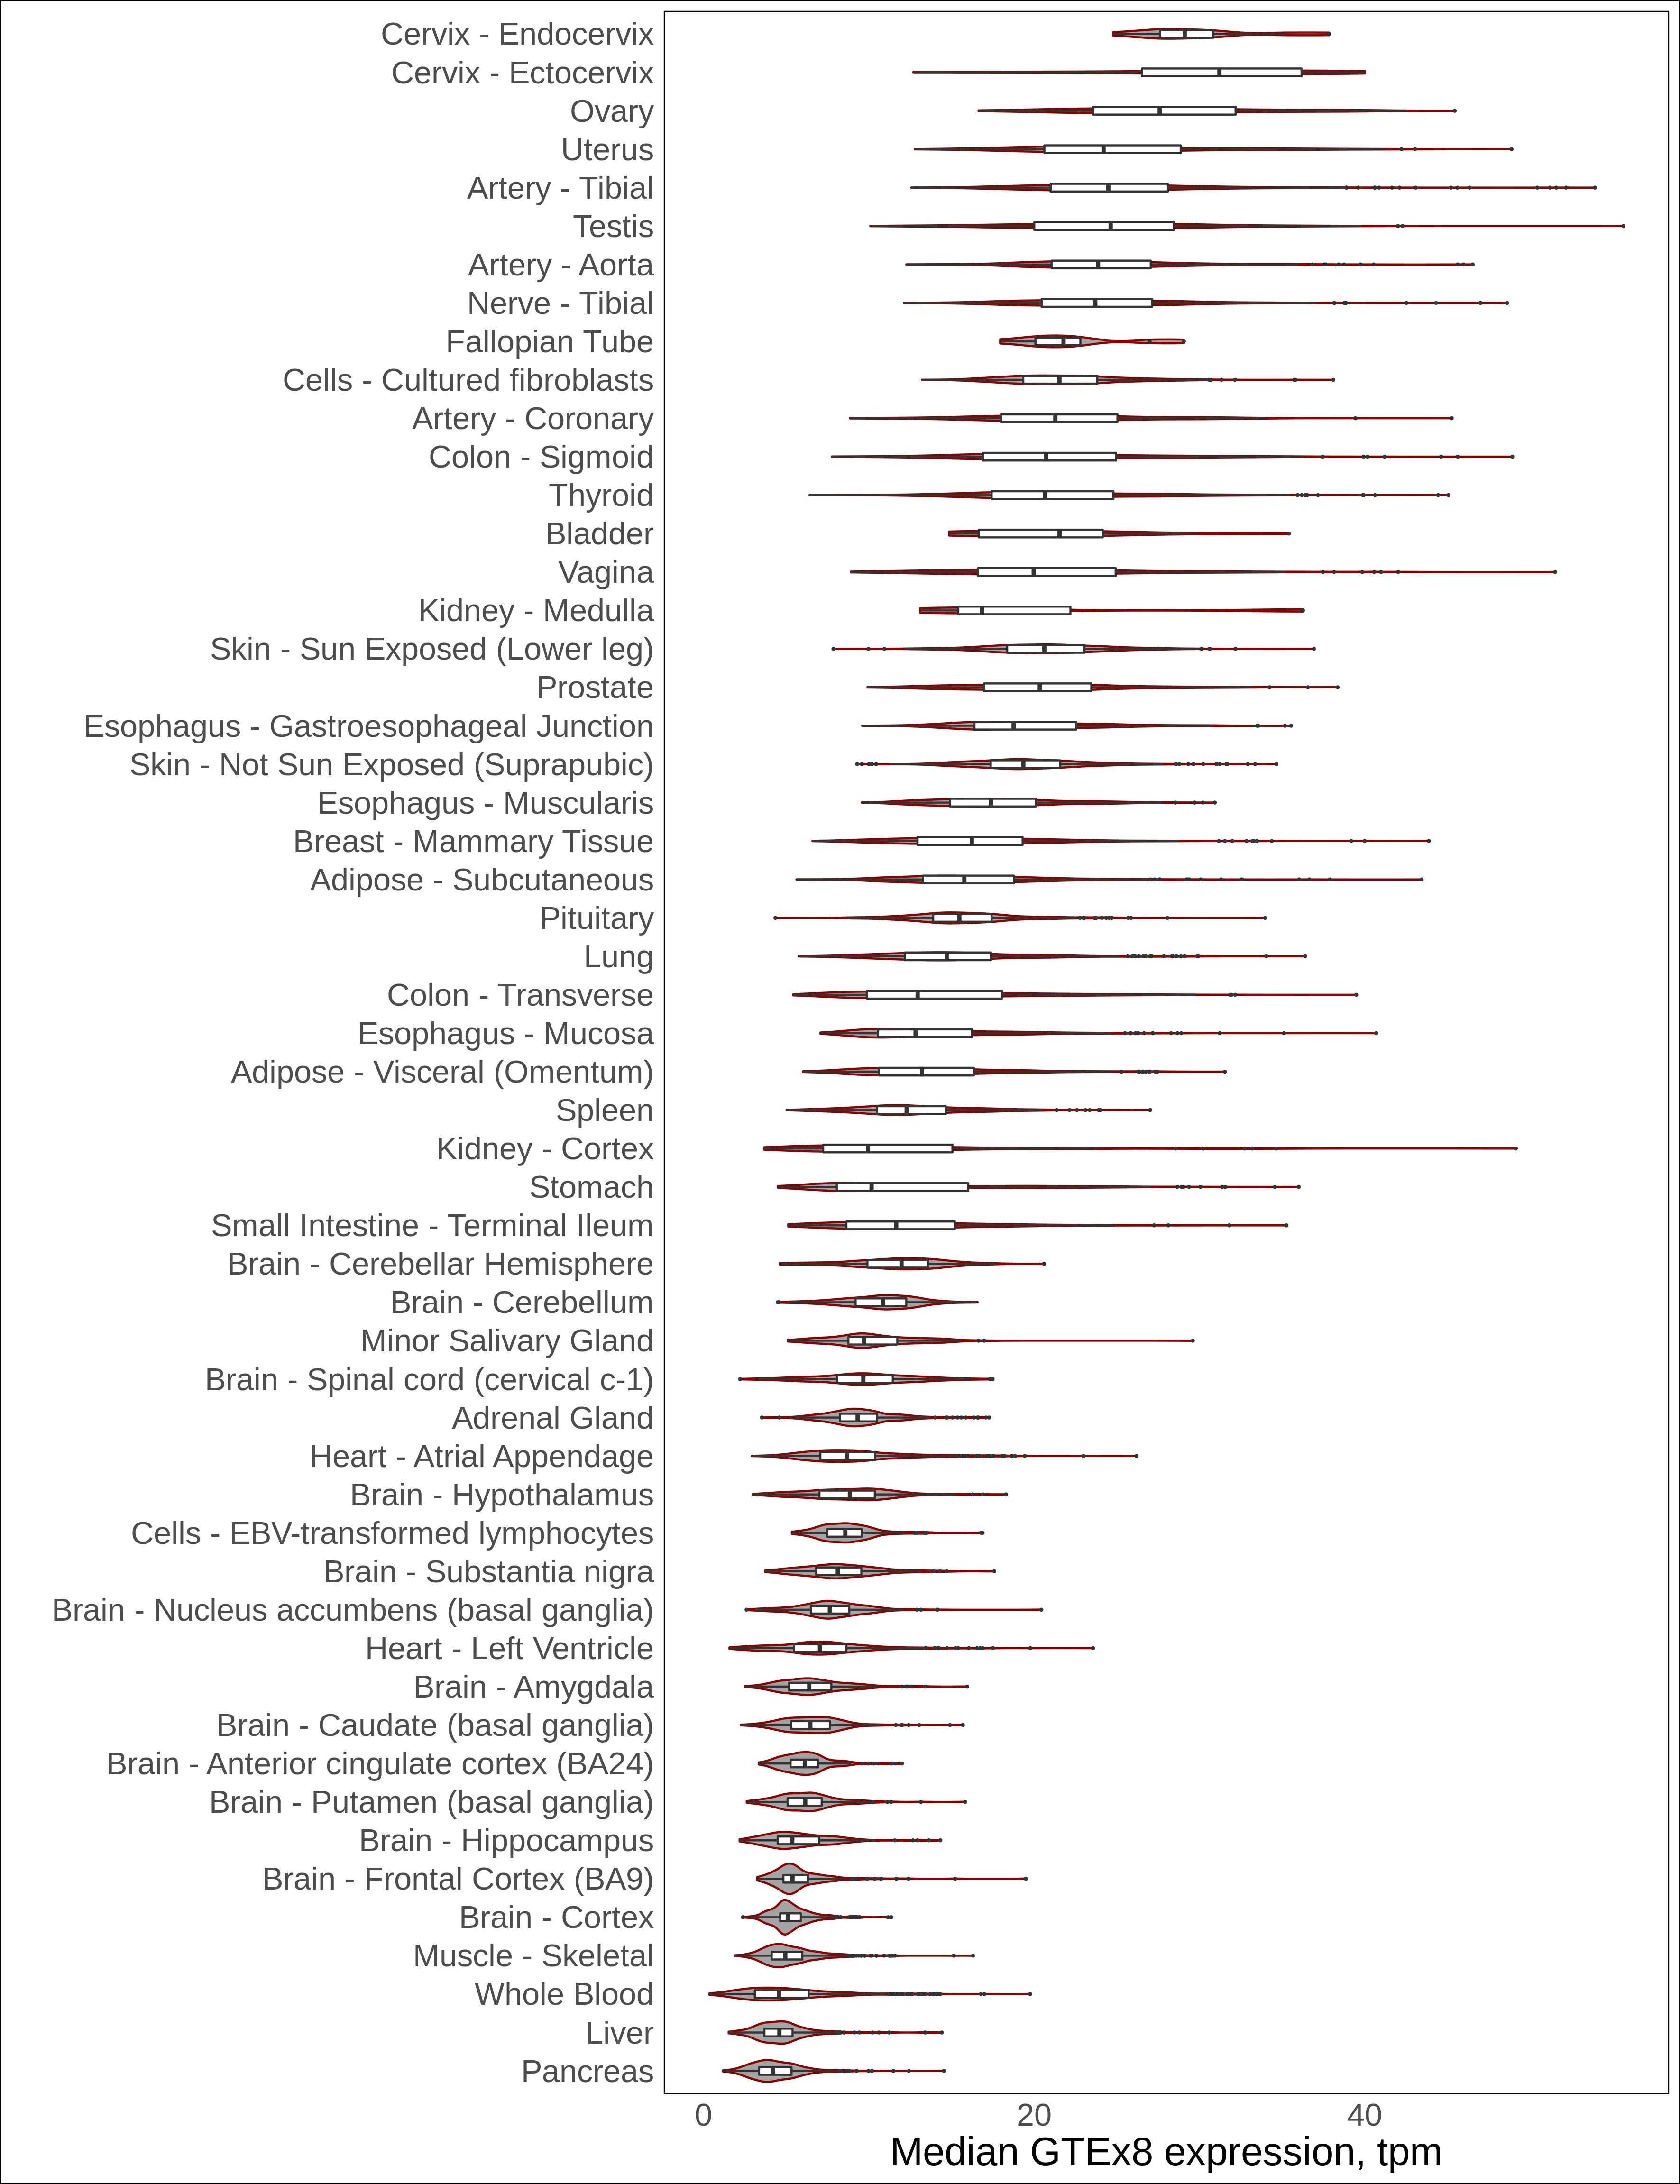 Cervix - Endocervix
Cervix - Ectocervix
Ovary
Uterus
Artery - Tibial
Testis
Artery - Aorta
Nerve - Tibial
Fallopian Tube
Cells - Cultured fibroblasts
Artery - Coronary
Colon - Sigmoid
Thyroid
Bladder
Vagina
Kidney - Medulla
Skin - Sun Exposed (Lower leg)
Prostate
Esophagus - Gastroesophageal Junction
Skin - Not Sun Exposed (Suprapubic)
Esophagus - Muscularis
Breast - Mammary Tissue
Adipose - Subcutaneous
Pituitary
Lung
Colon - Transverse
Esophagus - Mucosa
Adipose - Visceral (Omentum)
Spleen
Kidney - Cortex
Stomach
Small Intestine - Terminal Ileum
Brain - Cerebellar Hemisphere
Brain - Cerebellum
Minor Salivary Gland
Brain - Spinal cord (cervical c-1)
Adrenal Gland
Heart - Atrial Appendage
Brain - Hypothalamus
Cells - EBV-transformed lymphocytes
Brain - Substantia nigra
Brain - Nucleus accumbens (basal ganglia)
Heart - Left Ventricle
Brain - Amygdala
Brain - Caudate (basal ganglia)
Brain - Anterior cingulate cortex (BA24)
Brain - Putamen (basal ganglia)
Brain - Hippocampus
Brain - Frontal Cortex (BA9)
Brain - Cortex
Muscle - Skeletal
Whole Blood
Liver
Pancreas
0 20 40
Median GTEx8 expression, tpm